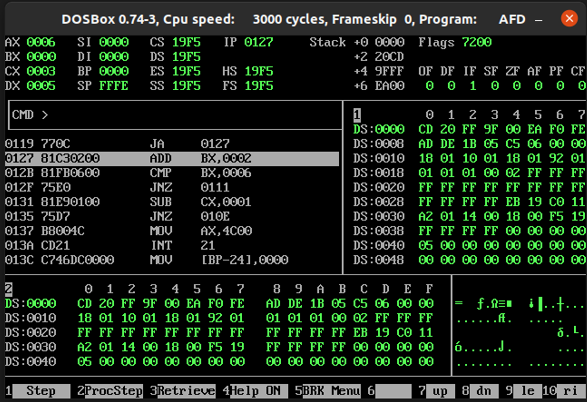 DOSBox 0.74-3, Cpu speed: 3000 cycles, Frameskip 0, Program: AFD
AX 0006 SI 0000 CS 19F5 IP 0127 Stack +0 0000 Flags 7200
BX 0000 DI 0000 DS 19F5 +2 20CD
CX 0003 BP 0000 ES 19F5 HS 19F5 +4 9FFF OF DF IF SF ZF AF PF CF
DX 0005 SP FFFE SS 19F5 FS 19F5 +6 EA00 0 0 1 0 0 0 0 0
CMD >
0119 770C JA 0127
0127 81C30200 ADD BX,0002
012B 81FB0600 CMP BX,0006
012F 75E0 JNZ 0111
0131 81E90100 SUB CX,0001
0135 75D7 JNZ 010E
0137 B8004C MOV AX,4C00
013A CD21 INT 21
013C C746DC0000 MOV [BP-24],0000
1 0 1 2 3 4 5 6 7
DS:0000 CD 20 FF 9F 00 EA F0 FE
DS:0008 AD DE 1B 05 C5 06 00 00
DS:0010 18 01 10 01 18 01 92 01
DS:0018 01 01 01 00 02 FF FF FF
DS:0020 FF FF FF FF FF FF FF FF
DS:0028 FF FF FF FF EB 19 C0 11
DS:0030 A2 01 14 00 18 00 F5 19
DS:0038 FF FF FF FF 00 00 00 00
DS:0040 05 00 00 00 00 00 00 00
DS:0048 00 00 00 00 00 00 00 00
2 0 1 2 3 4 5 6 7 8 9 A B C D E F
DS:0000 CD 20 FF 9F 00 EA F0 FE AD DE 1B 05 C5 06 00 00
DS:0010 18 01 10 01 18 01 92 01 01 01 01 00 02 FF FF FF
DS:0020 FF FF FF FF FF FF FF FF FF FF FF FF EB 19 C0 11
DS:0030 A2 01 14 00 18 00 F5 19 FF FF FF FF 00 00 00 00
DS:0040 05 00 00 00 00 00 00 00 00 00 00 00 00 00 00 00
1 Step 2ProcStep 3Retrieve 4Help ON 5BRK Menu 6 7 up 8 dn 9 le 10 ri